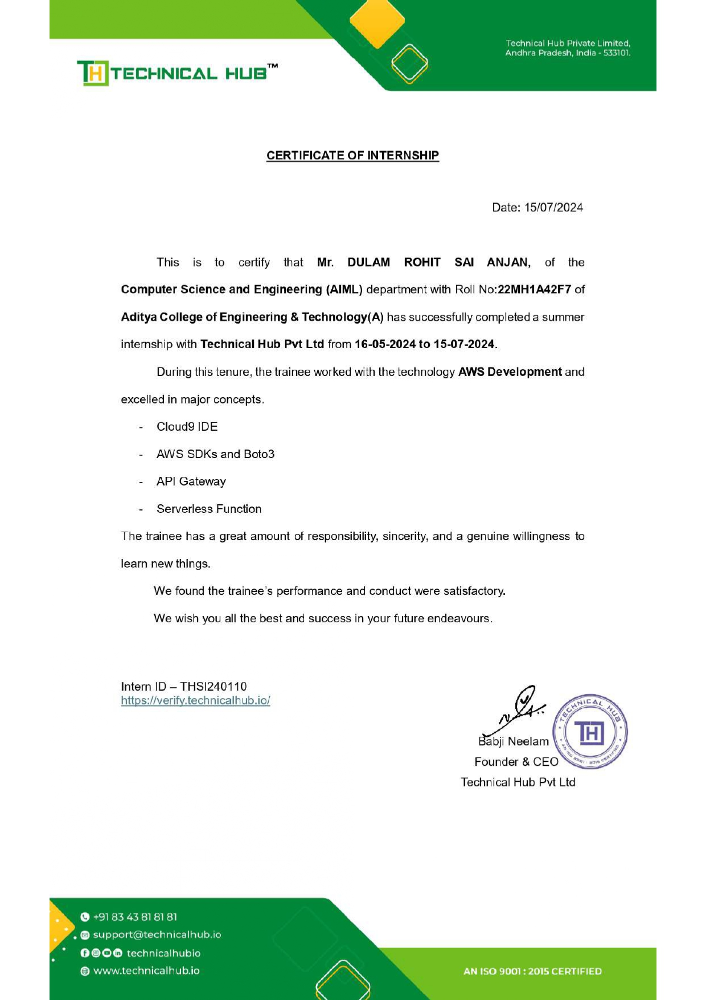 Technical Hub Private Limited,
Andhra Pradesh, India - 533101.
TH TECHNICAL HUB™
CERTIFICATE OF INTERNSHIP
Date: 15/07/2024
This is to certify that Mr. DULAM ROHIT SAI ANJAN, of the
Computer Science and Engineering (AIML) department with Roll No:22MH1A42F7 of
Aditya College of Engineering & Technology(A) has successfully completed a summer
internship with Technical Hub Pvt Ltd from 16-05-2024 to 15-07-2024.
During this tenure, the trainee worked with the technology AWS Development and
excelled in major concepts.
- Cloud9 IDE
- AWS SDKs and Boto3
- API Gateway
- Serverless Function
The trainee has a great amount of responsibility, sincerity, and a genuine willingness to
learn new things.
We found the trainee's performance and conduct were satisfactory.
We wish you all the best and success in your future endeavours.
Intern ID – THSI240110
https://verify.technicalhub.io/
Babji Neelam
Founder & CEO
Technical Hub Pvt Ltd
TECHNICAL HUB
TH
AN ISO 9001 : 2015 CERTIFIED
+91 83 43 81 81 81
support@technicalhub.io
technicalhubio
www.technicalhub.io
AN ISO 9001 : 2015 CERTIFIED